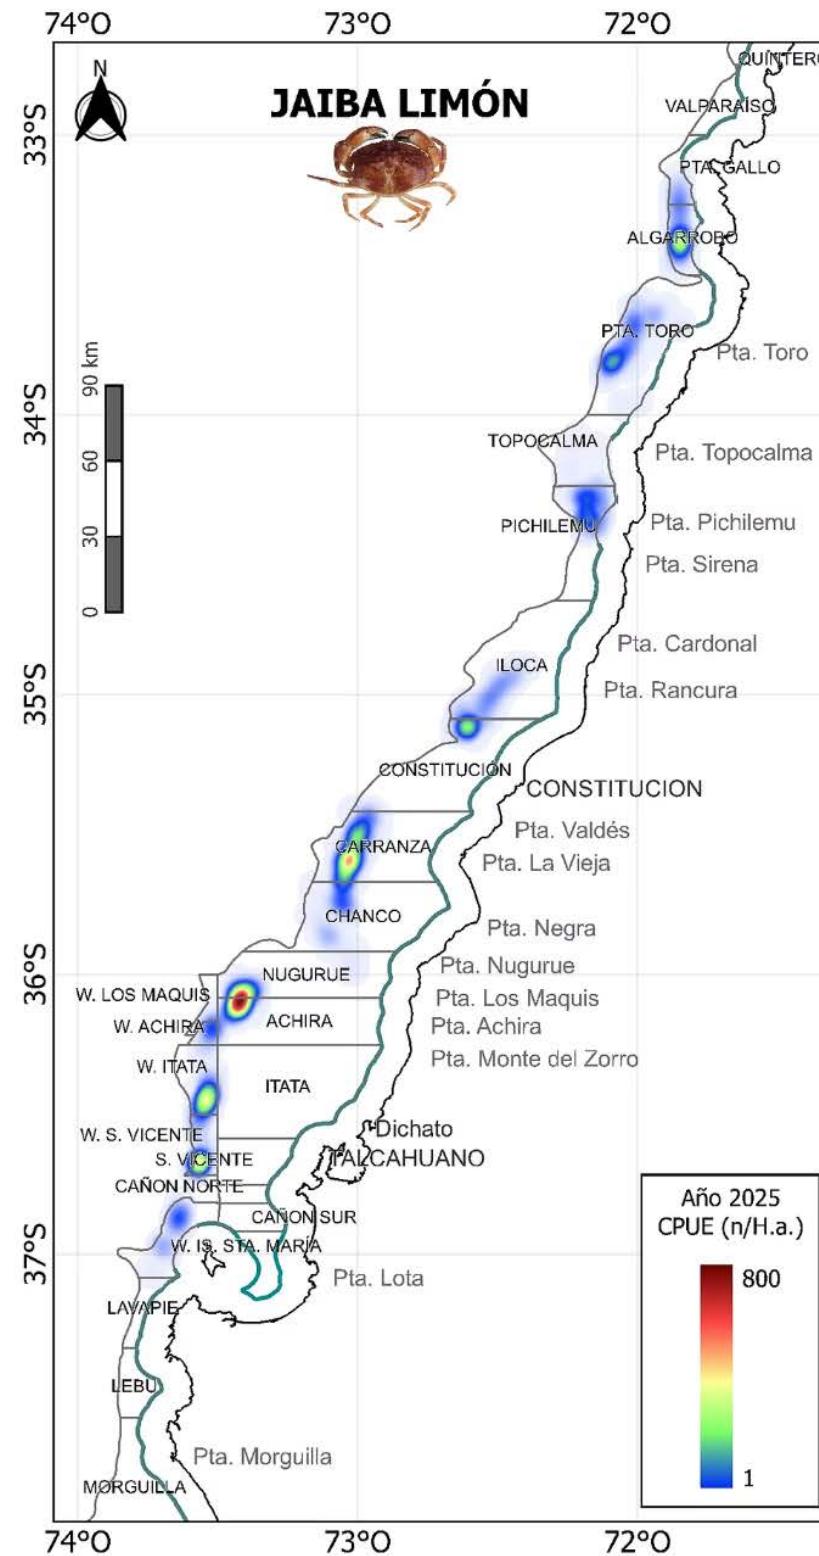 74°O 73°O 72°O
N
JAIBA LIMÓN
QUINTERO
VALPARAÍSO
33°S
PTA. GALLO
ALGARROBO
PTA. TORO
Pta. Toro
90 km
60
30
0
34°S
TOPOCALMA
Pta. Topocalma
PICHILEMU
Pta. Pichilemu
Pta. Sirena
Pta. Cardonal
ILOCA
35°S
Pta. Rancura
CONSTITUCIÓN
CONSTITUCION
Pta. Valdés
CARRANZA
Pta. La Vieja
CHANCO
Pta. Negra
36°S
NUGURUE
Pta. Nugurue
W. LOS MAQUIS
Pta. Los Maquis
W. ACHIRA
ACHIRA
Pta. Achira
Pta. Monte del Zorro
W. ITATA
ITATA
Dichato
W. S. VICENTE
S. VICENTE
TALCAHUANO
CAÑON NORTE
CAÑON SUR
W. IS. STA. MARÍA
37°S
Pta. Lota
LAVAPIE
LEBU
Pta. Morguilla
MORGUILLA
Año 2025
CPUE (n/H.a.)
800
1
74°O 73°O 72°O